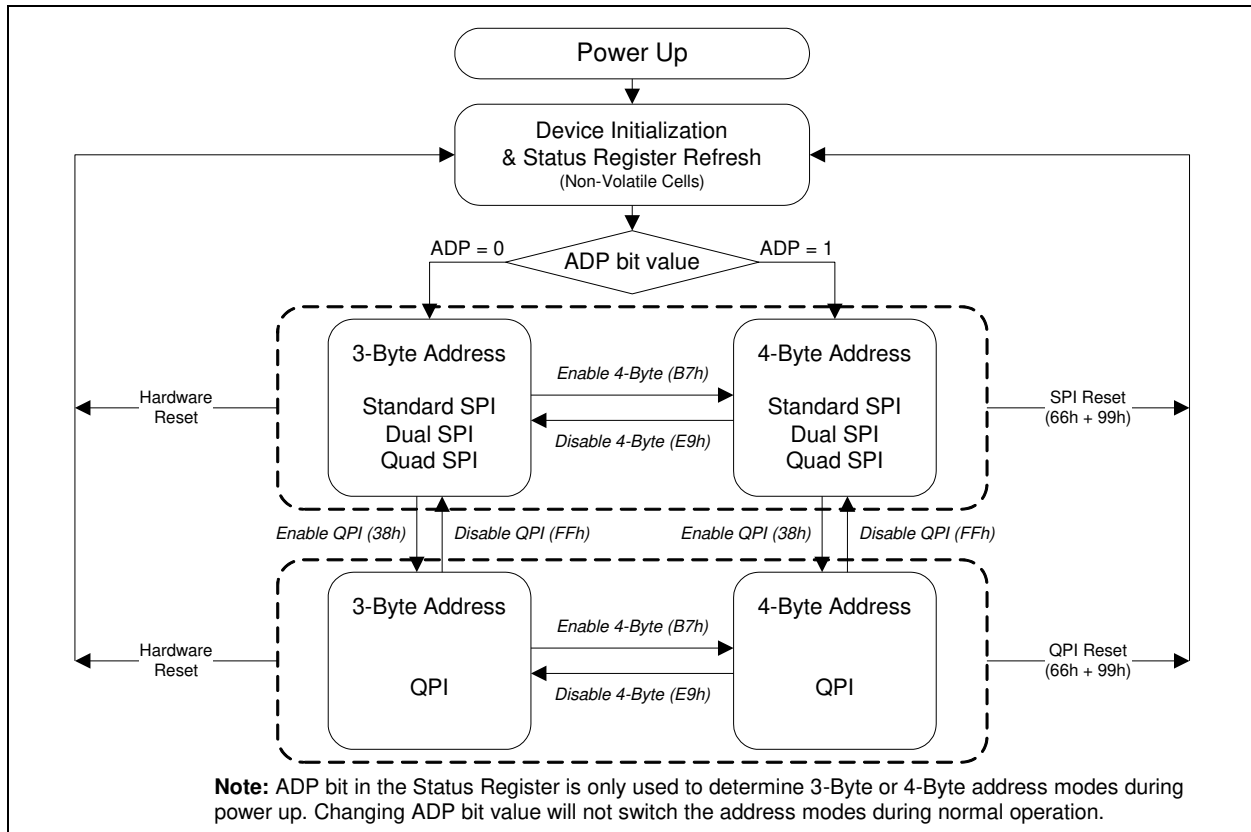 Power Up
Device Initialization
& Status Register Refresh
(Non-Volatile Cells)
ADP = 0
ADP bit value
ADP = 1
3-Byte Address
Standard SPI
Dual SPI
Quad SPI
Enable 4-Byte (B7h)
Disable 4-Byte (E9h)
4-Byte Address
Standard SPI
Dual SPI
Quad SPI
Hardware
Reset
SPI Reset
(66h + 99h)
Enable QPI (38h)
Disable QPI (FFh)
Enable QPI (38h)
Disable QPI (FFh)
3-Byte Address
QPI
Enable 4-Byte (B7h)
Disable 4-Byte (E9h)
4-Byte Address
QPI
Hardware
Reset
QPI Reset
(66h + 99h)
Note: ADP bit in the Status Register is only used to determine 3-Byte or 4-Byte address modes during
power up. Changing ADP bit value will not switch the address modes during normal operation.